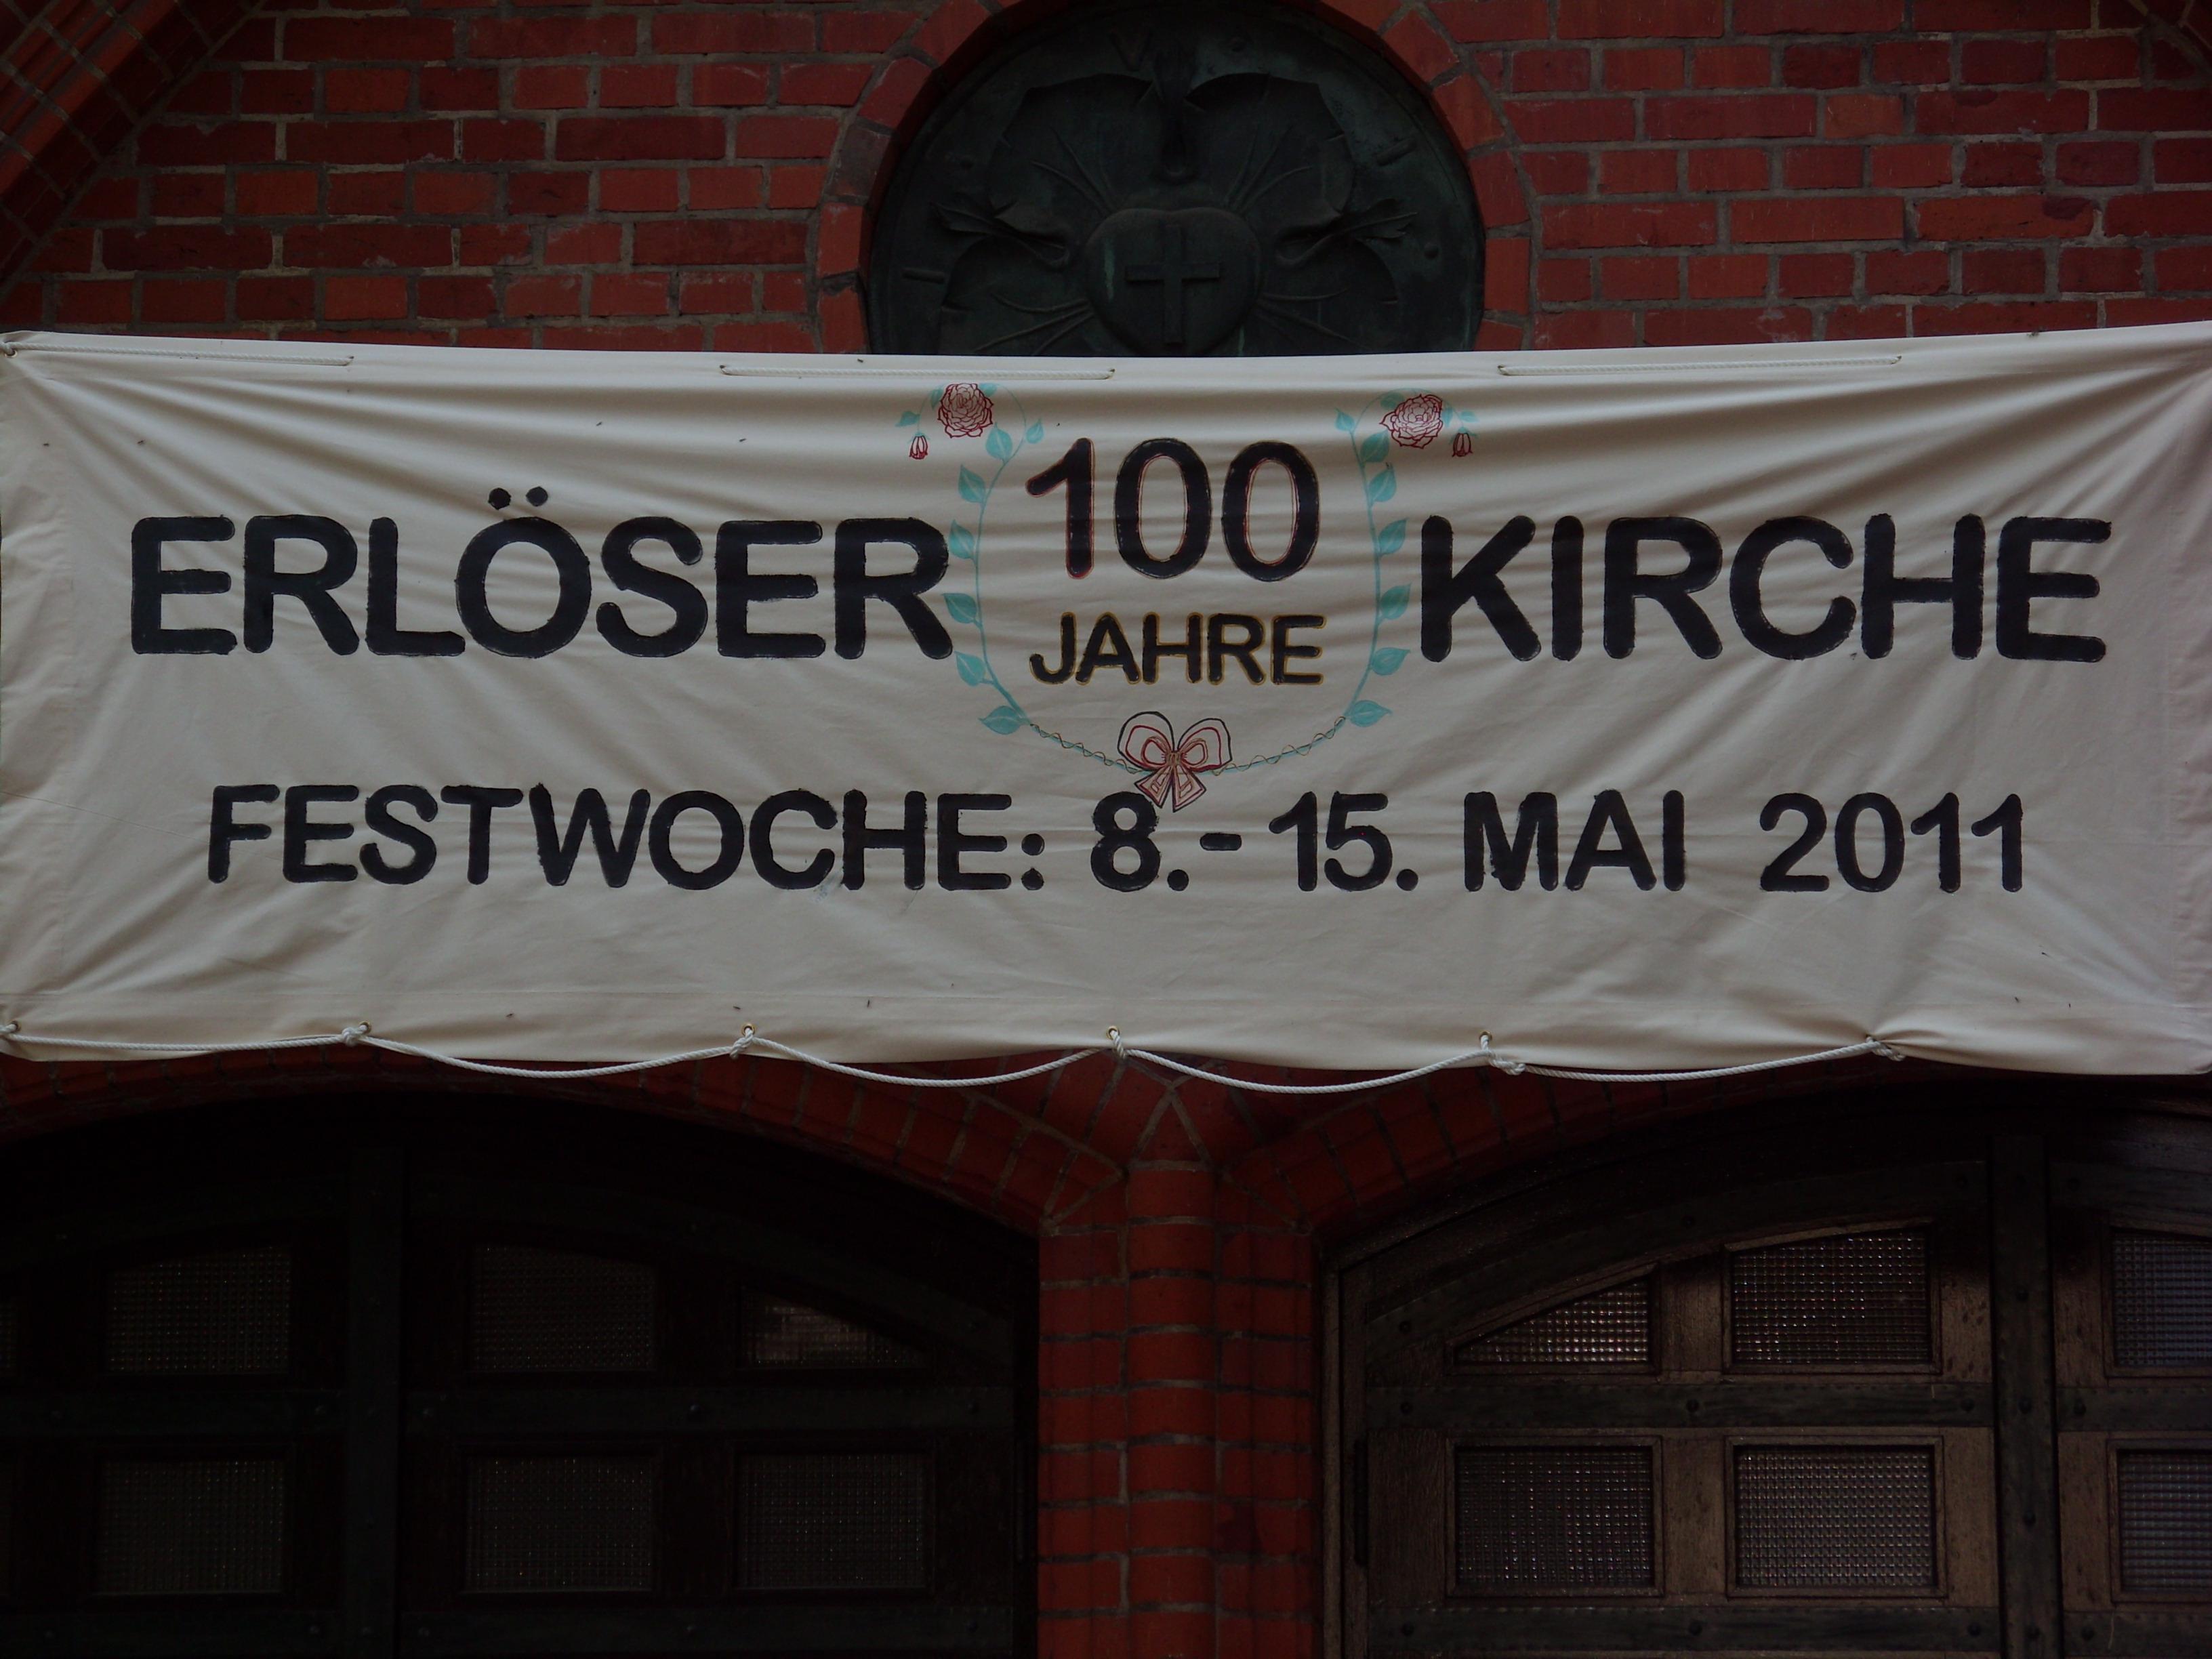 100
ERLÖSER KIRCHE
JAHRE
FESTWOCHE: 8.- 15. MAI 2011